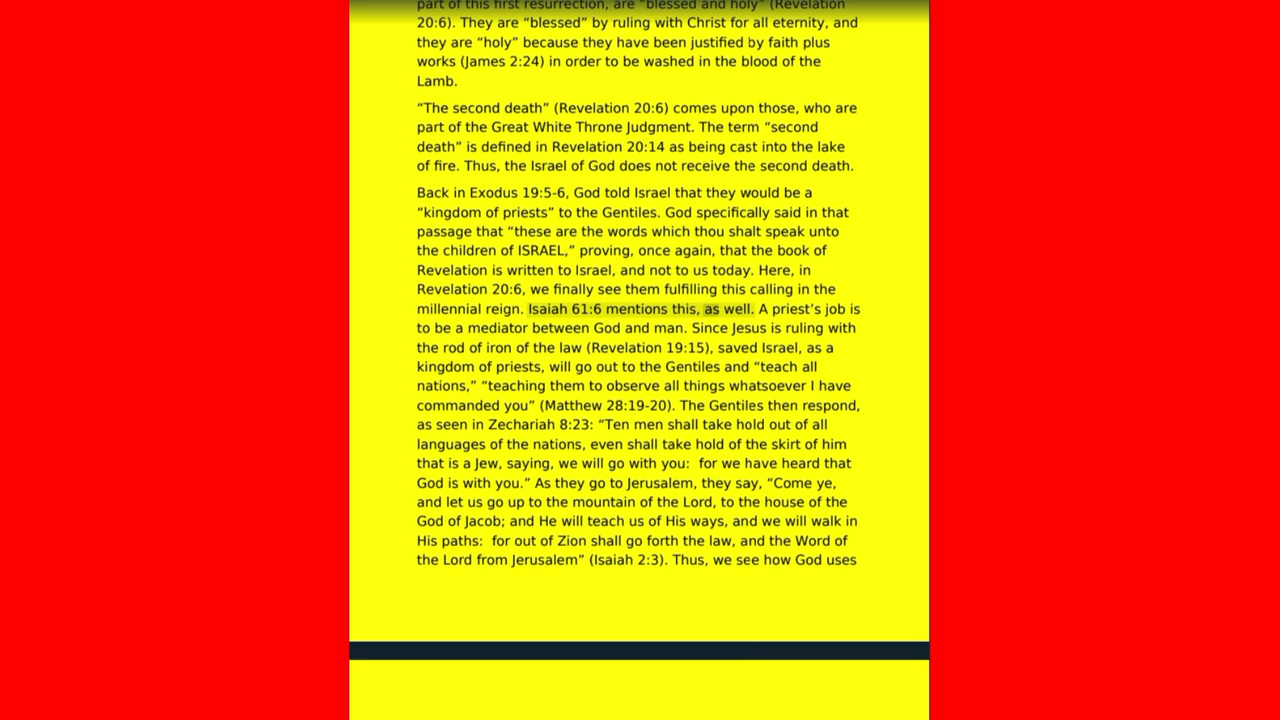 part of this first resurrection, are “blessed and holy” (Revelation
20:6). They are “blessed” by ruling with Christ for all eternity, and
they are “holy” because they have been justified by faith plus
works (James 2:24) in order to be washed in the blood of the
Lamb.
“The second death” (Revelation 20:6) comes upon those, who are
part of the Great White Throne Judgment. The term “second
death” is defined in Revelation 20:14 as being cast into the lake
of fire. Thus, the Israel of God does not receive the second death.
Back in Exodus 19:5-6, God told Israel that they would be a
“kingdom of priests” to the Gentiles. God specifically said in that
passage that “these are the words which thou shalt speak unto
the children of ISRAEL,” proving, once again, that the book of
Revelation is written to Israel, and not to us today. Here, in
Revelation 20:6, we finally see them fulfilling this calling in the
millennial reign. Isaiah 61:6 mentions this, as well. A priest’s job is
to be a mediator between God and man. Since Jesus is ruling with
the rod of iron of the law (Revelation 19:15), saved Israel, as a
kingdom of priests, will go out to the Gentiles and “teach all
nations,” “teaching them to observe all things whatsoever I have
commanded you” (Matthew 28:19-20). The Gentiles then respond,
as seen in Zechariah 8:23: “Ten men shall take hold out of all
languages of the nations, even shall take hold of the skirt of him
that is a Jew, saying, we will go with you:  for we have heard that
God is with you.” As they go to Jerusalem, they say, “Come ye,
and let us go up to the mountain of the Lord, to the house of the
God of Jacob; and He will teach us of His ways, and we will walk in
His paths:  for out of Zion shall go forth the law, and the Word of
the Lord from Jerusalem” (Isaiah 2:3). Thus, we see how God uses